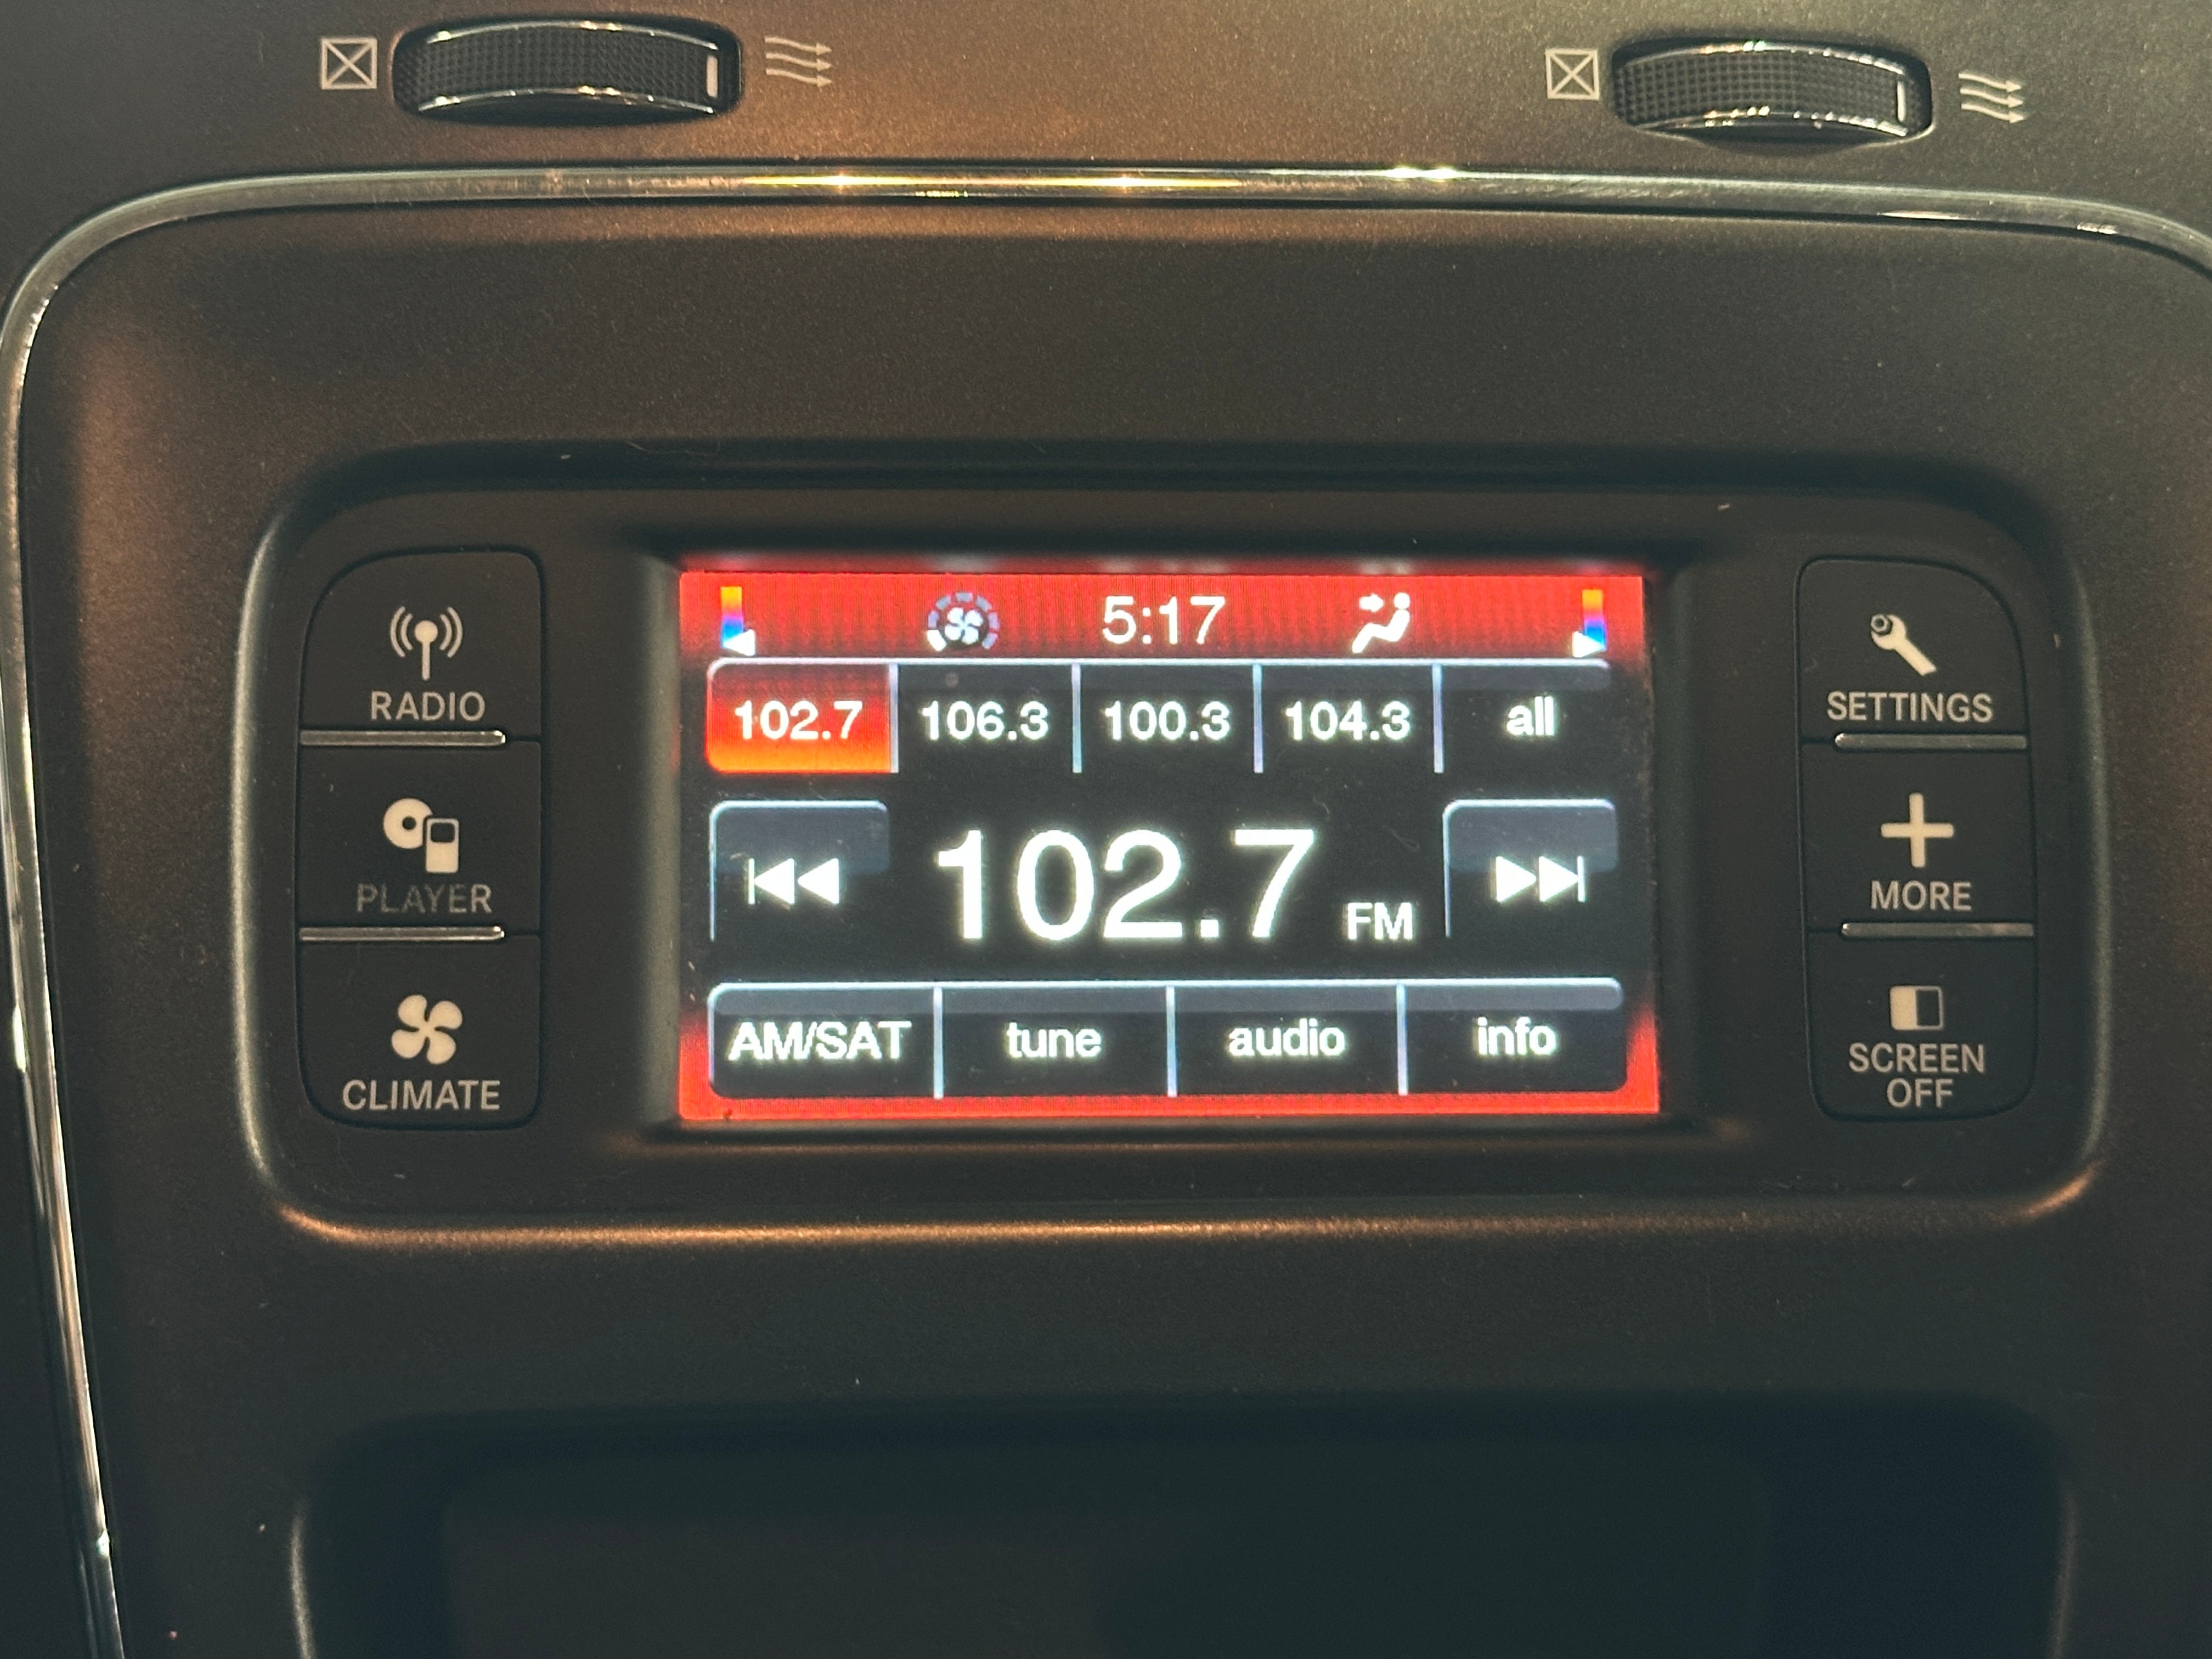 5:17
102.7 106.3 100.3 104.3 all
102.7 FM
AM/SAT tune audio info
RADIO
PLAYER
CLIMATE
SETTINGS
MORE
SCREEN
OFF